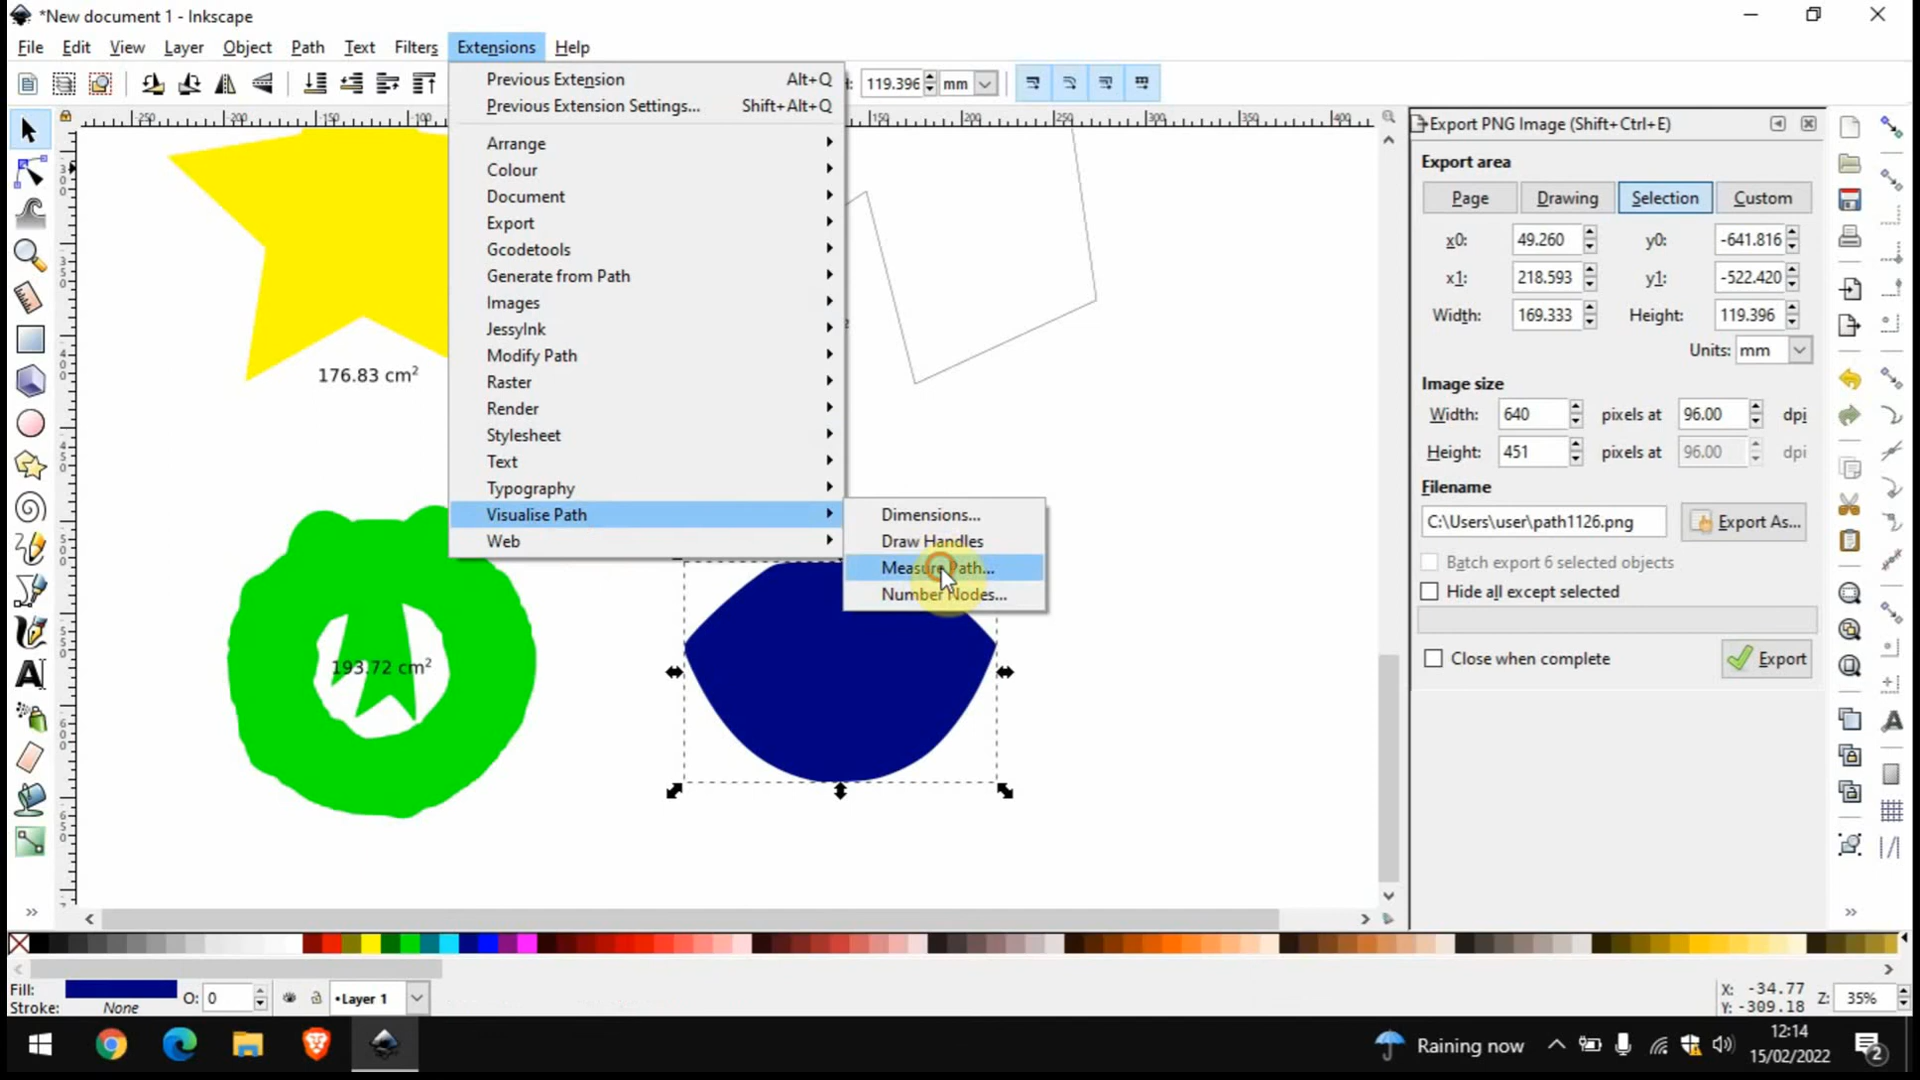 *New document 1 - Inkscape
File Edit View Layer Object Path Text Filters Extensions Help
119.396 mm
Previous Extension Alt+Q
Previous Extension Settings... Shift+Alt+Q
Arrange
Colour
Document
Export
Gcodetools
Generate from Path
Images
JessyInk
Modify Path
Raster
Render
Stylesheet
Text
Typography
Visualise Path
Web
Dimensions...
Draw Handles
Measure Path...
Number Nodes...
176.83 cm²
193.72 cm²
Export PNG Image (Shift+Ctrl+E)
Export area
Page Drawing Selection Custom
x0: 49.260 y0: -641.816
x1: 218.593 y1: -522.420
Width: 169.333 Height: 119.396
Units: mm
Image size
Width: 640 pixels at 96.00 dpi
Height: 451 pixels at 96.00 dpi
Filename
C:\Users\user\path1126.png Export As...
Batch export 6 selected objects
Hide all except selected
Close when complete Export
Fill:
Stroke: None
O: 0
•Layer 1
X: -34.77
Y: -309.18
Z: 35%
Raining now
12:14
15/02/2022
2